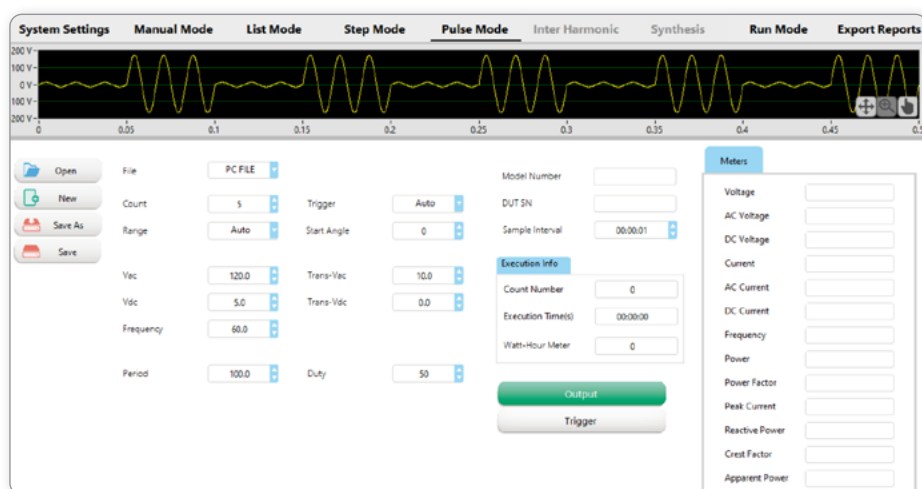 System Settings Manual Mode List Mode Step Mode Pulse Mode Inter Harmonic Synthesis Run Mode Export Reports
200 V
100 V
0 V
100 V
200 V
0 0.05 0.1 0.15 0.2 0.25 0.3 0.35 0.4 0.45 0.5
Open File PC FILE Model Number Meters
New Count 5 Trigger Auto DUT SN Voltage
Save As Range Auto Start Angle 0 Sample Interval 00:00:01 AC Voltage
Save DC Voltage
Execution Info Current
Vac 120.0 Trans-Vac 10.0 Count Number 0 AC Current
Vdc 5.0 Trans-Vdc 0.0 Execution Time(s) 00:00:00 DC Current
Frequency 60.0 Watt-Hour Meter 0 Frequency
Power
Period 100.0 Duty 50 Power Factor
Output Peak Current
Trigger Reactive Power
Crest Factor
Apparent Power